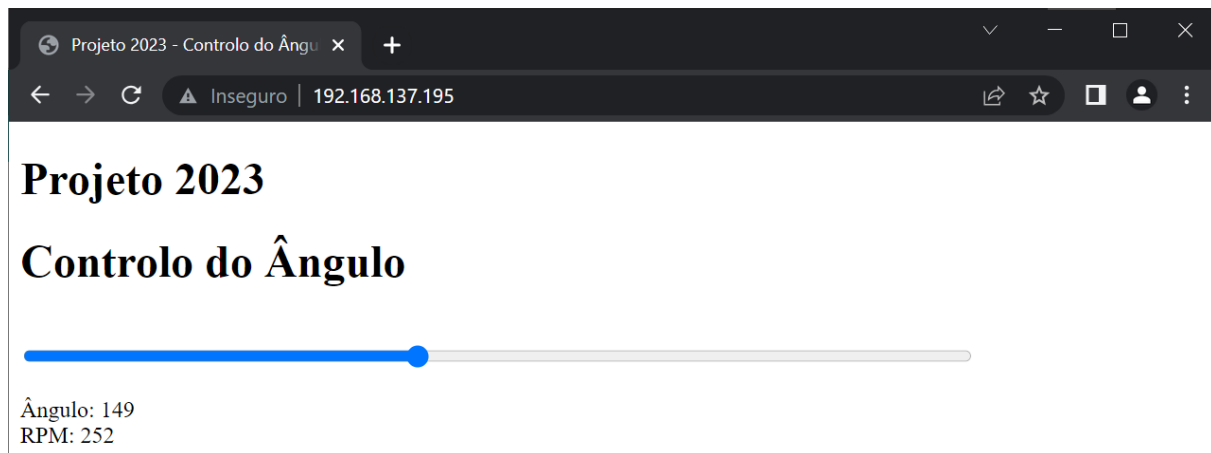 Projeto 2023 - Controlo do Ângu
Inseguro | 192.168.137.195
Projeto 2023
Controlo do Ângulo
Ângulo: 149
RPM: 252